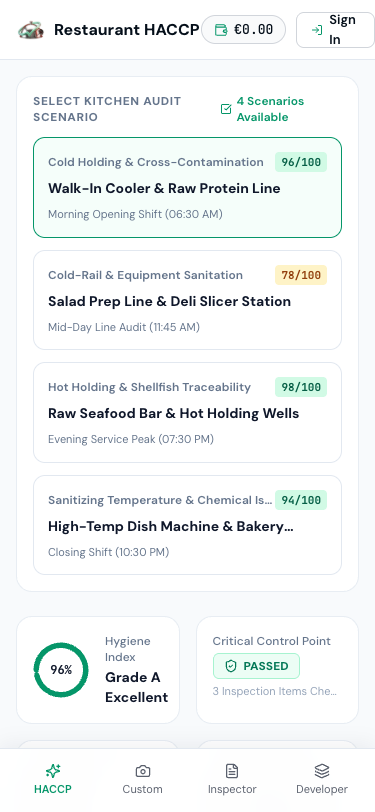 Restaurant HACCP
€0.00
Sign
In
SELECT KITCHEN AUDIT
SCENARIO
4 Scenarios
Available
Cold Holding & Cross-Contamination
96/100
Walk-In Cooler & Raw Protein Line
Morning Opening Shift (06:30 AM)
Cold-Rail & Equipment Sanitation
78/100
Salad Prep Line & Deli Slicer Station
Mid-Day Line Audit (11:45 AM)
Hot Holding & Shellfish Traceability
98/100
Raw Seafood Bar & Hot Holding Wells
Evening Service Peak (07:30 PM)
Sanitizing Temperature & Chemical Is...
94/100
High-Temp Dish Machine & Bakery...
Closing Shift (10:30 PM)
96%
Hygiene
Index
Grade A
Excellent
Critical Control Point
PASSED
3 Inspection Items Che...
HACCP
Custom
Inspector
Developer